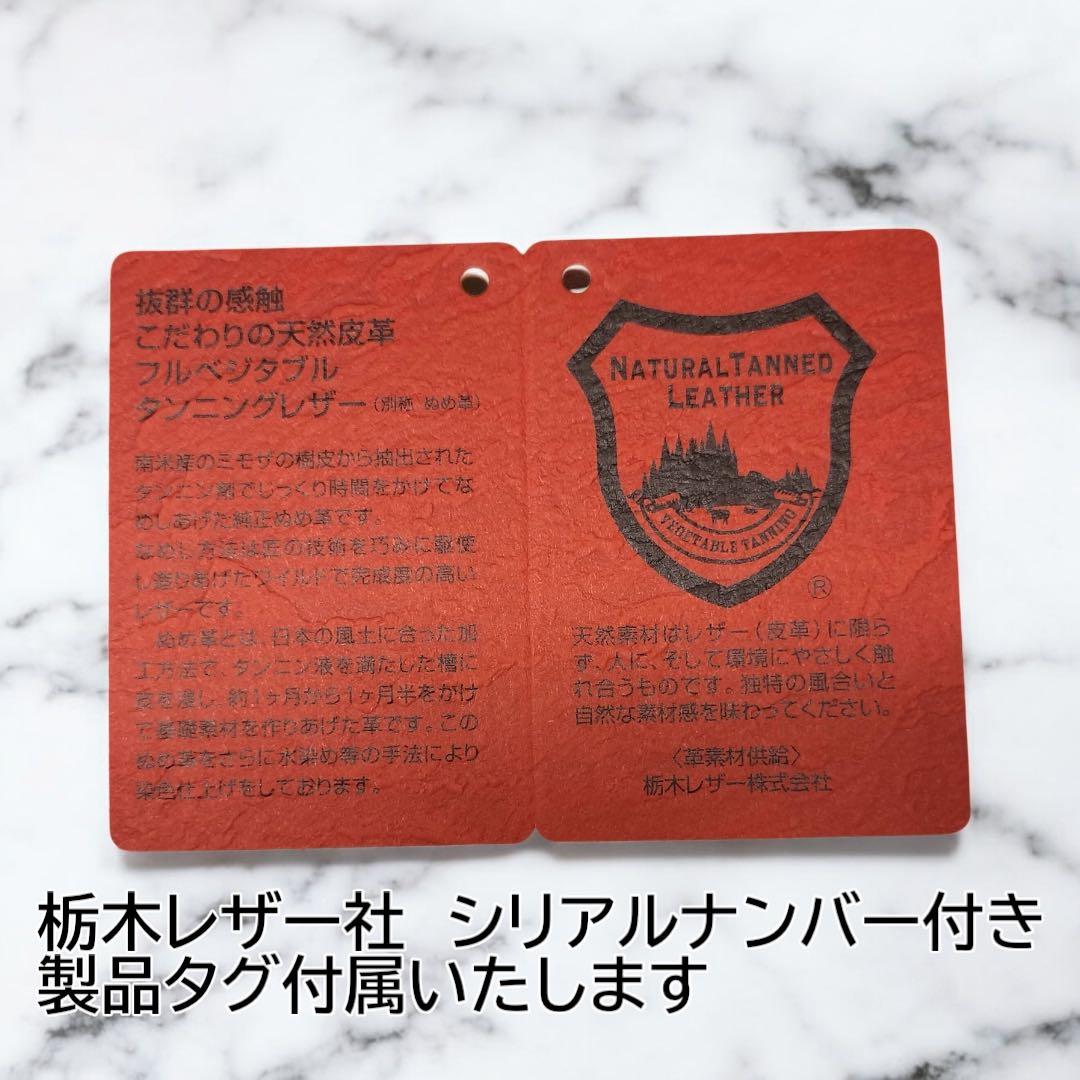 抜群の感触
こだわりの天然皮革
フルベジタブル
タンニングレザー（別称 ぬめ革）
南米産のミモザの樹皮から抽出された
タンニン剤でじっくり時間をかけてな
めしあげた純正ぬめ革です。
なめし方法は匠の技術を巧みに駆使
し造りあげたワイルドで完成度の高い
レザーです。
ぬめ革とは、日本の風土に合った加
工方法で、タンニン液を満たした槽に
皮を浸し、約1ヶ月から1ヶ月半をかけ
て基礎素材を作りあげた革です。この
ぬめ革をさらに水染め等の手法により
染色仕上げをしております。
NATURALTANNED
LEATHER
VEGETABLE TANNING
®
天然素材はレザー（皮革）に限ら
ず、人に、そして環境にやさしく触
れ合うものです。独特の風合いと
自然な素材感を味わってください。
〈革素材供給〉
栃木レザー株式会社
栃木レザー社 シリアルナンバー付き
製品タグ付属いたします